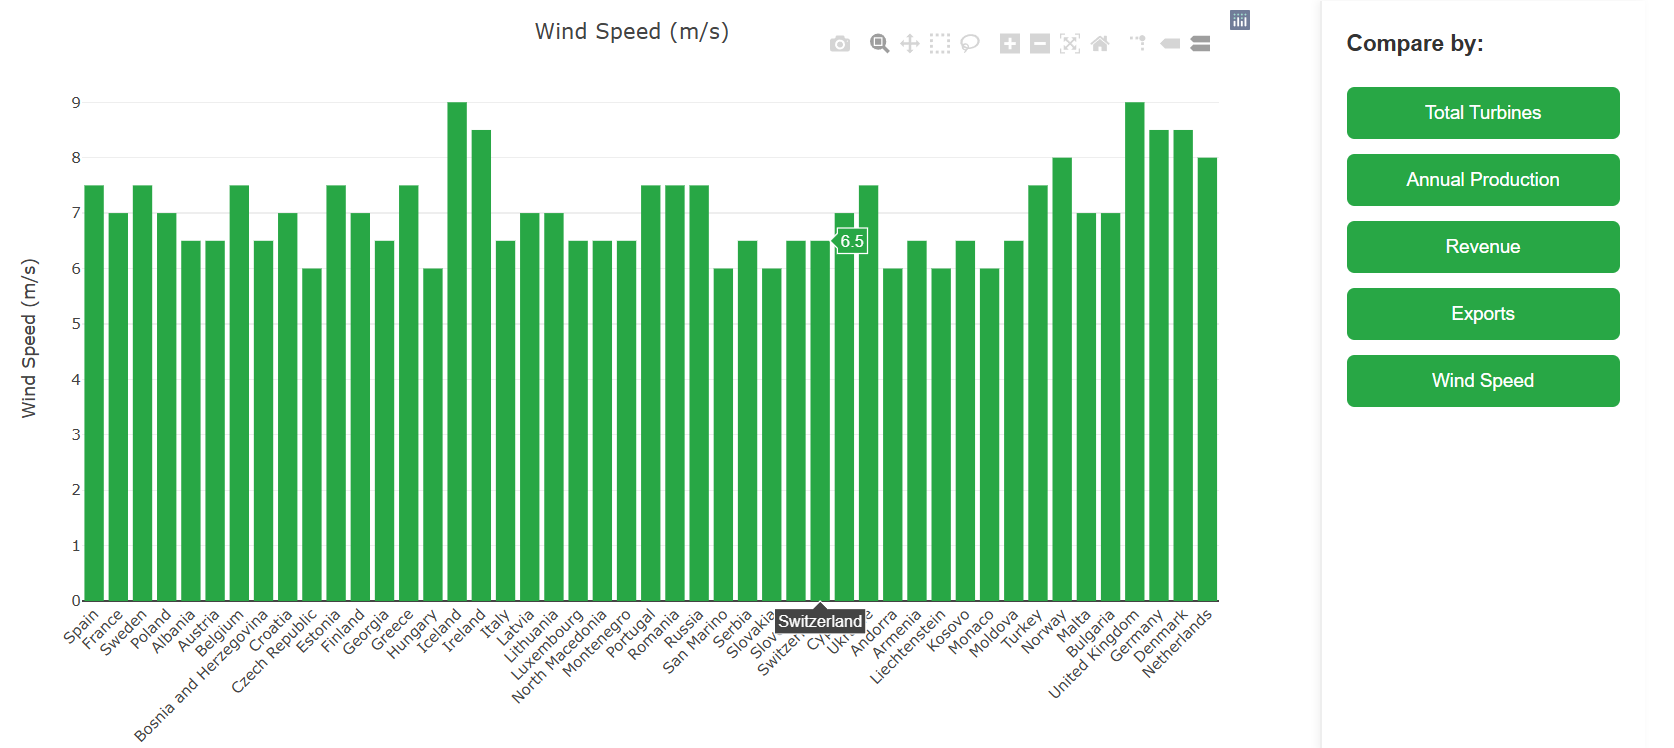 Wind Speed (m/s)
Compare by:
Total Turbines
Annual Production
Revenue
Exports
Wind Speed
Wind Speed (m/s)
9
8
7
6
5
4
3
2
1
0
6.5
Switzerland
Spain
France
Sweden
Poland
Albania
Austria
Belgium
Bosnia and Herzegovina
Croatia
Czech Republic
Estonia
Finland
Georgia
Greece
Hungary
Iceland
Ireland
Italy
Latvia
Lithuania
Luxembourg
North Macedonia
Montenegro
Portugal
Romania
Russia
San Marino
Serbia
Slovakia
Andorra
Armenia
Liechtenstein
Kosovo
Monaco
Moldova
Turkey
Norway
Malta
Bulgaria
United Kingdom
Germany
Denmark
Netherlands